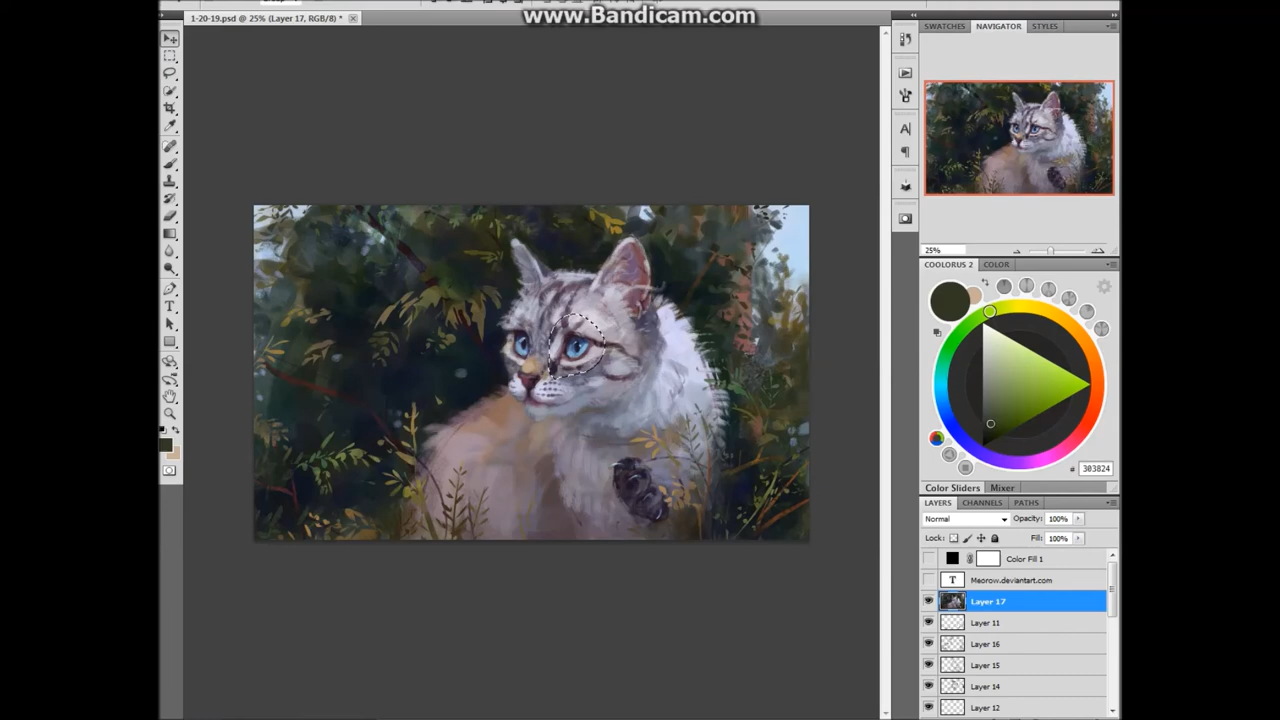 www.Bandicam.com
1-20-19.psd @ 25% (Layer 17, RGB/8) *
SWATCHES NAVIGATOR STYLES
25%
COOLORUS 2 COLOR
# 303824
Color Sliders Mixer
LAYERS CHANNELS PATHS
Normal Opacity: 100%
Lock: Fill: 100%
Color Fill 1
T Meorow.deviantart.com
Layer 17
Layer 11
Layer 16
Layer 15
Layer 14
Layer 12